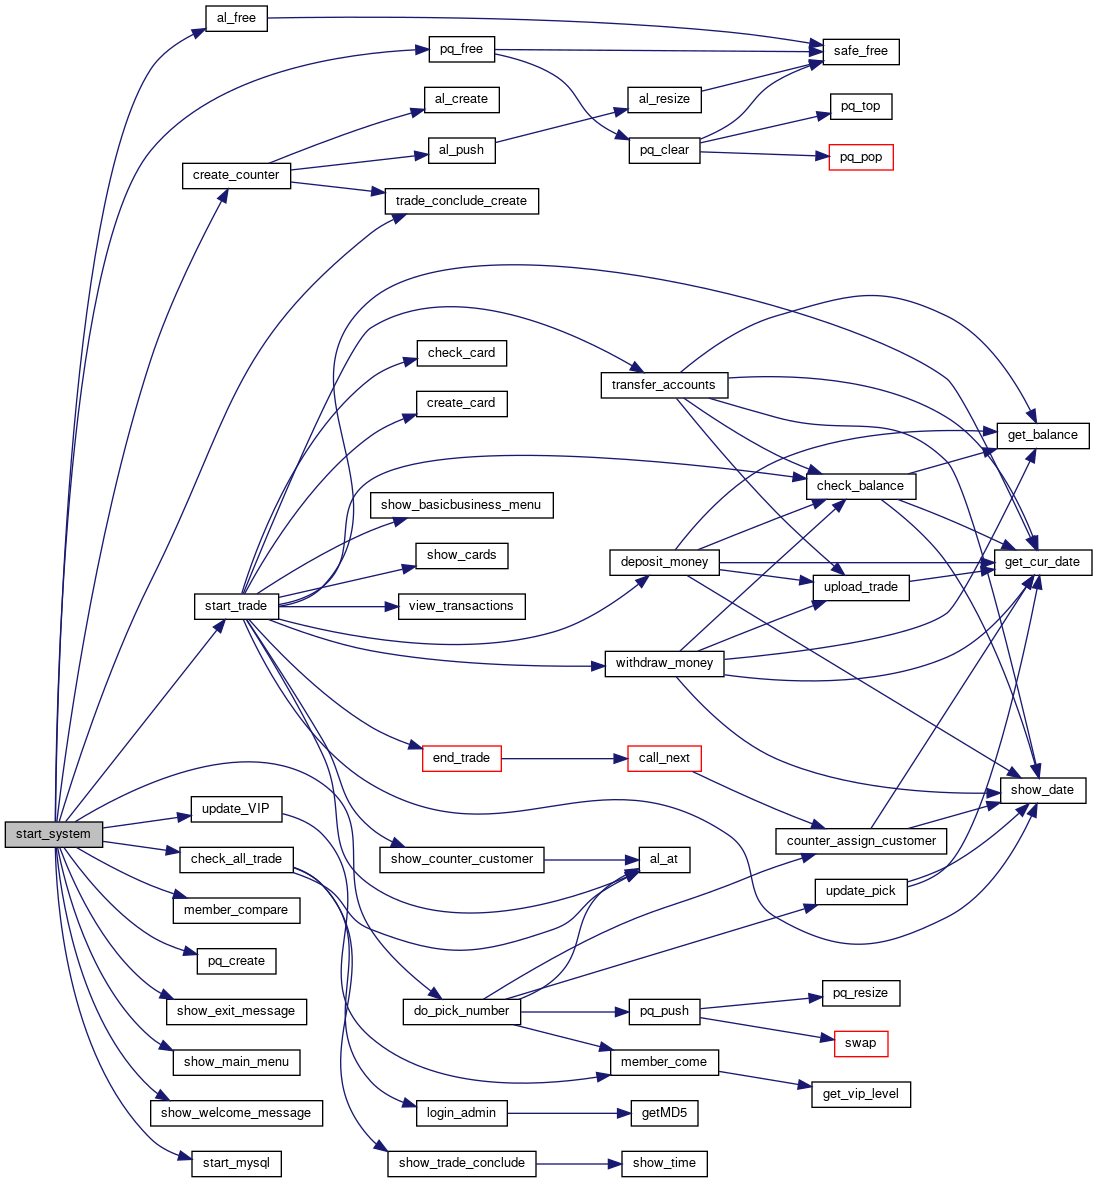 al_free
pq_free
safe_free
al_create
al_resize
pq_top
al_push
pq_clear
pq_pop
create_counter
trade_conclude_create
check_card
transfer_accounts
create_card
get_balance
check_balance
show_basicbusiness_menu
show_cards
deposit_money
get_cur_date
upload_trade
start_trade
view_transactions
withdraw_money
end_trade
call_next
show_date
update_VIP
start_system
counter_assign_customer
check_all_trade
show_counter_customer
al_at
update_pick
member_compare
pq_create
pq_resize
show_exit_message
do_pick_number
pq_push
swap
show_main_menu
member_come
get_vip_level
show_welcome_message
login_admin
getMD5
start_mysql
show_trade_conclude
show_time